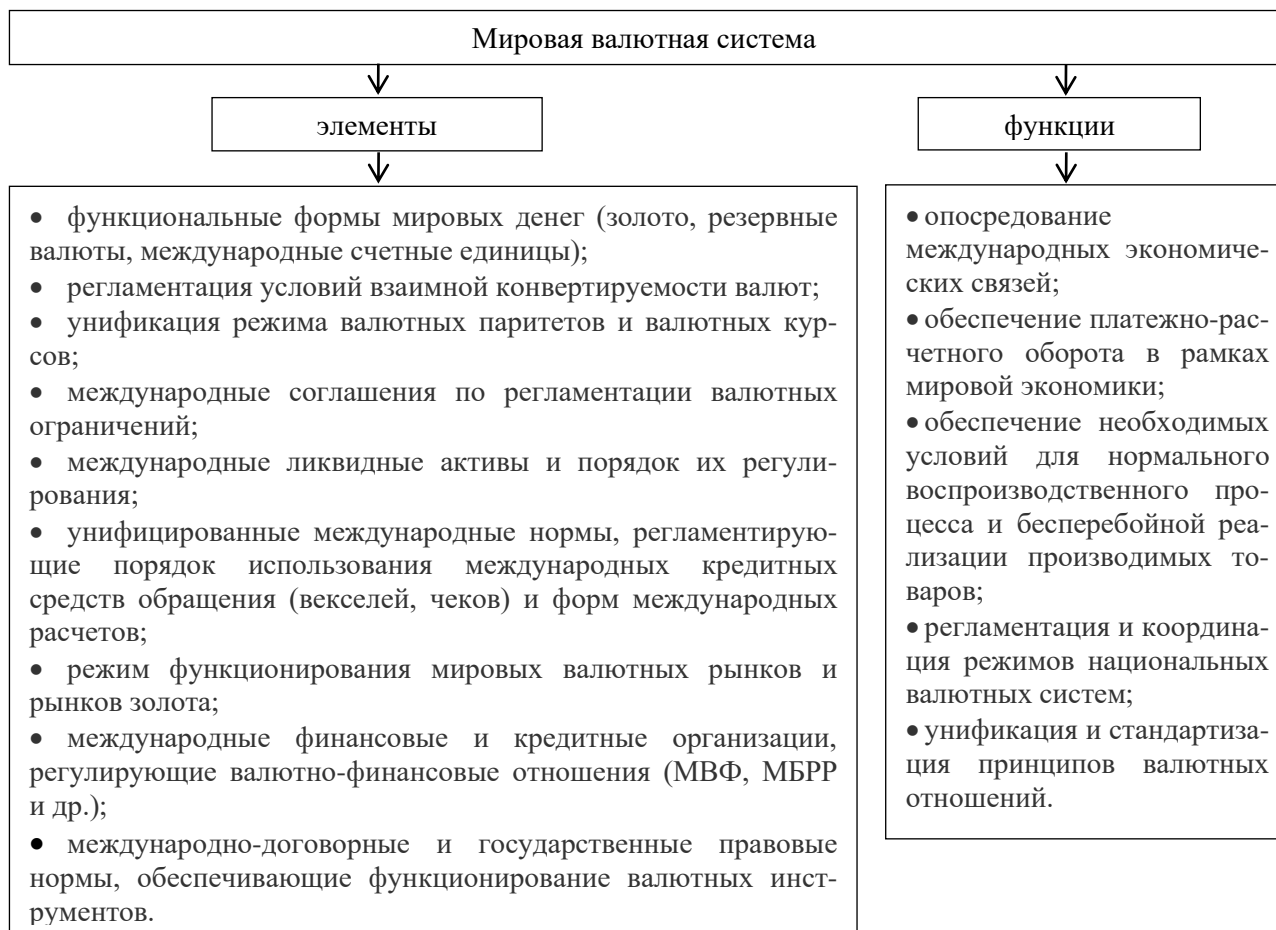 Мировая валютная система
элементы
функции
• функциональные формы мировых денег (золото, резервные
валюты, международные счетные единицы);
• регламентация условий взаимной конвертируемости валют;
• унификация режима валютных паритетов и валютных кур-
сов;
• международные соглашения по регламентации валютных
ограничений;
• международные ликвидные активы и порядок их регули-
рования;
• унифицированные международные нормы, регламентирую-
щие порядок использования международных кредитных
средств обращения (векселей, чеков) и форм международных
расчетов;
• режим функционирования мировых валютных рынков и
рынков золота;
• международные финансовые и кредитные организации,
регулирующие валютно-финансовые отношения (МВФ, МБРР
и др.);
• международно-договорные и государственные правовые
нормы, обеспечивающие функционирование валютных инст-
рументов.
• опосредование
международных экономиче-
ских связей;
• обеспечение платежно-рас-
четного оборота в рамках
мировой экономики;
• обеспечение необходимых
условий для нормального
воспроизводственного про-
цесса и бесперебойной реа-
лизации производимых то-
варов;
• регламентация и координа-
ция режимов национальных
валютных систем;
• унификация и стандартиза-
ция принципов валютных
отношений.